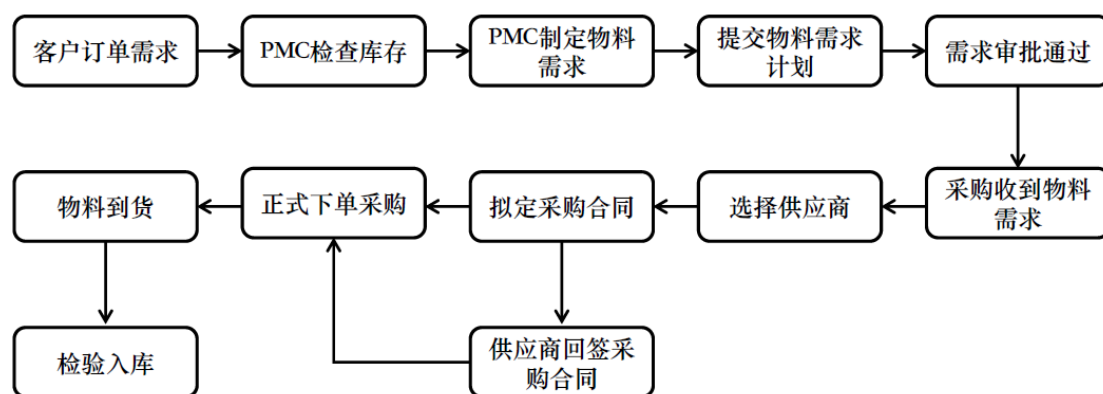 客户订单需求
PMC检查库存
PMC制定物料
需求
提交物料需求
计划
需求审批通过
物料到货
正式下单采购
拟定采购合同
选择供应商
采购收到物料
需求
检验入库
供应商回签采
购合同